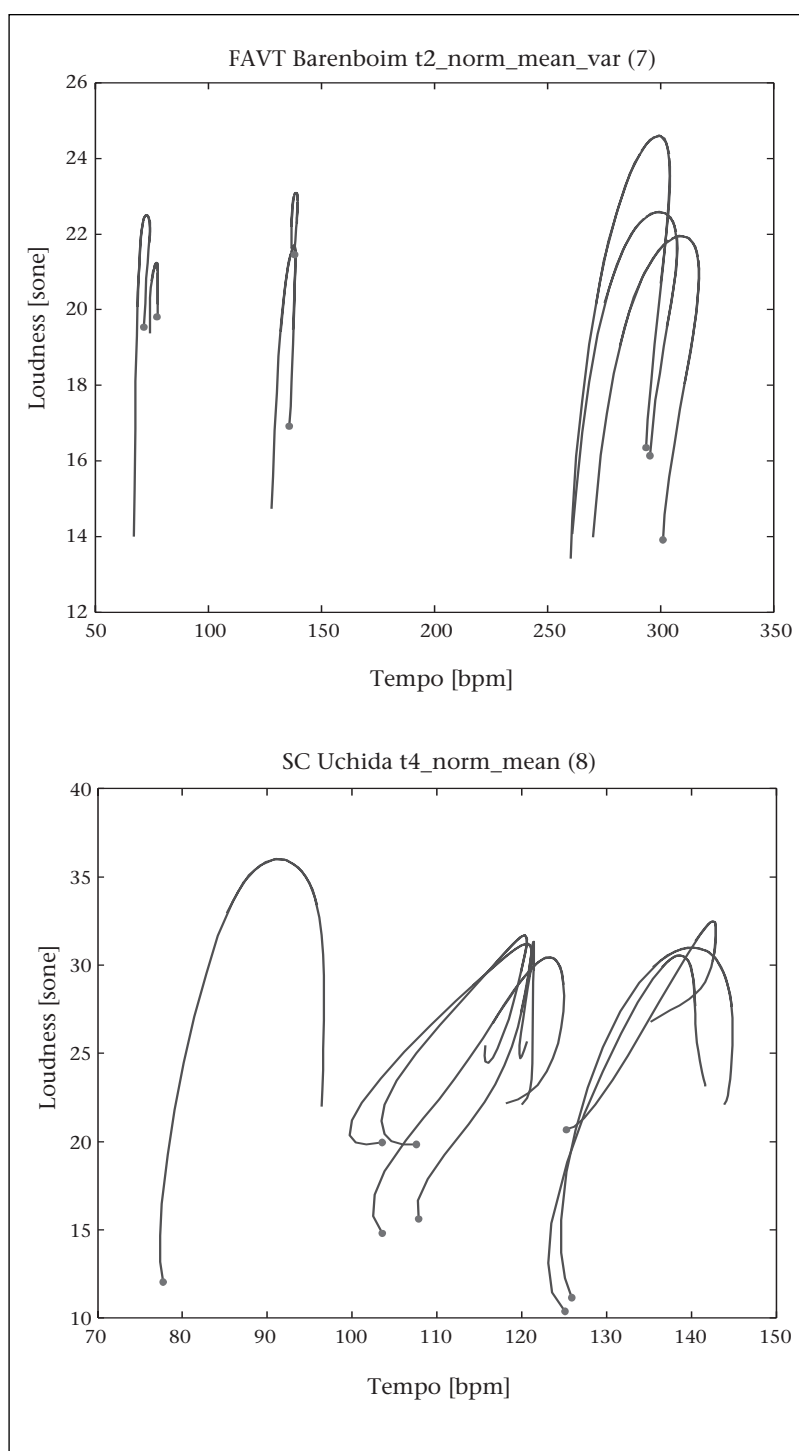 FAVT Barenboim t2_norm_mean_var (7)
26
24
22
20
18
16
14
12
Loudness [sone]
50 100 150 200 250 300 350
Tempo [bpm]
SC Uchida t4_norm_mean (8)
40
35
30
25
20
15
10
Loudness [sone]
70 80 90 100 110 120 130 140 150
Tempo [bpm]